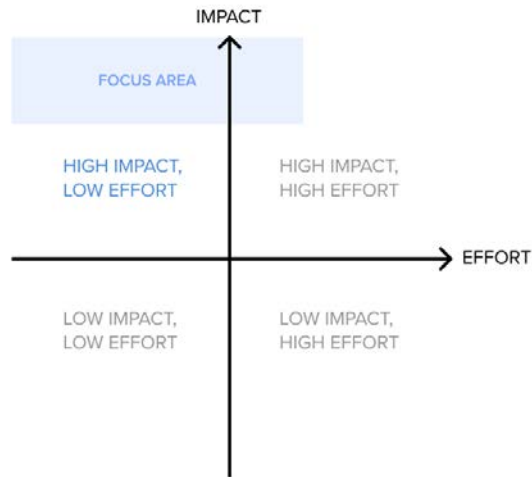 IMPACT
FOCUS AREA
HIGH IMPACT,
LOW EFFORT
HIGH IMPACT,
HIGH EFFORT
EFFORT
LOW IMPACT,
LOW EFFORT
LOW IMPACT,
HIGH EFFORT